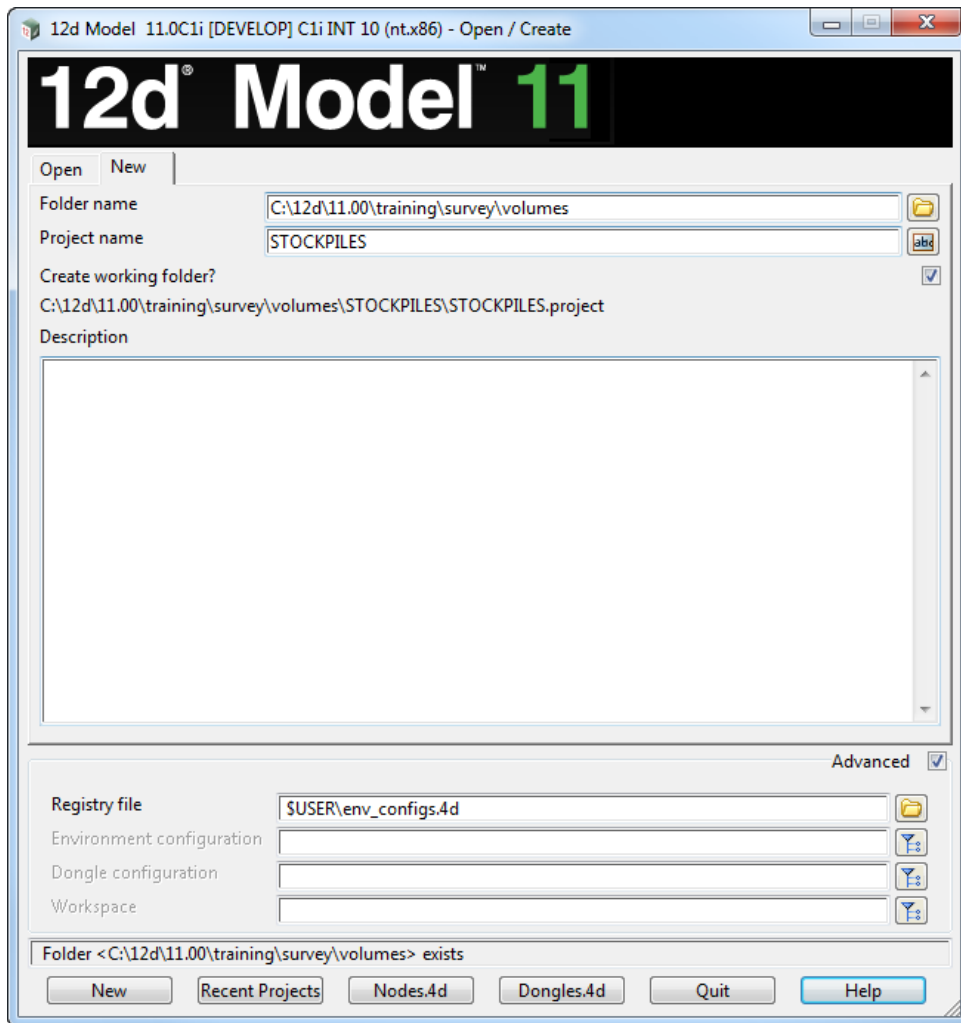 12d Model 11.0C1i [DEVELOP] C1i INT 10 (nt.x86) - Open / Create
12d® Model™ 11
Open New
Folder name C:\12d\11.00\training\survey\volumes
Project name STOCKPILES abc
Create working folder?
C:\12d\11.00\training\survey\volumes\STOCKPILES\STOCKPILES.project
Description
Advanced
Registry file $USER\env_configs.4d
Environment configuration
Dongle configuration
Workspace
Folder <C:\12d\11.00\training\survey\volumes> exists
New Recent Projects Nodes.4d Dongles.4d Quit Help